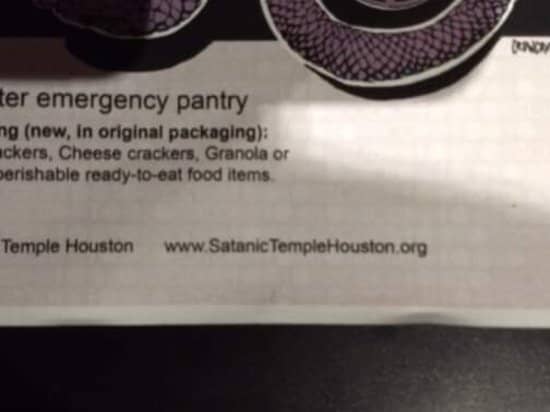 ter emergency pantry
ng (new, in original packaging):
ackers, Cheese crackers, Granola or
perishable ready-to-eat food items.
Temple Houston www.SatanicTempleHouston.org